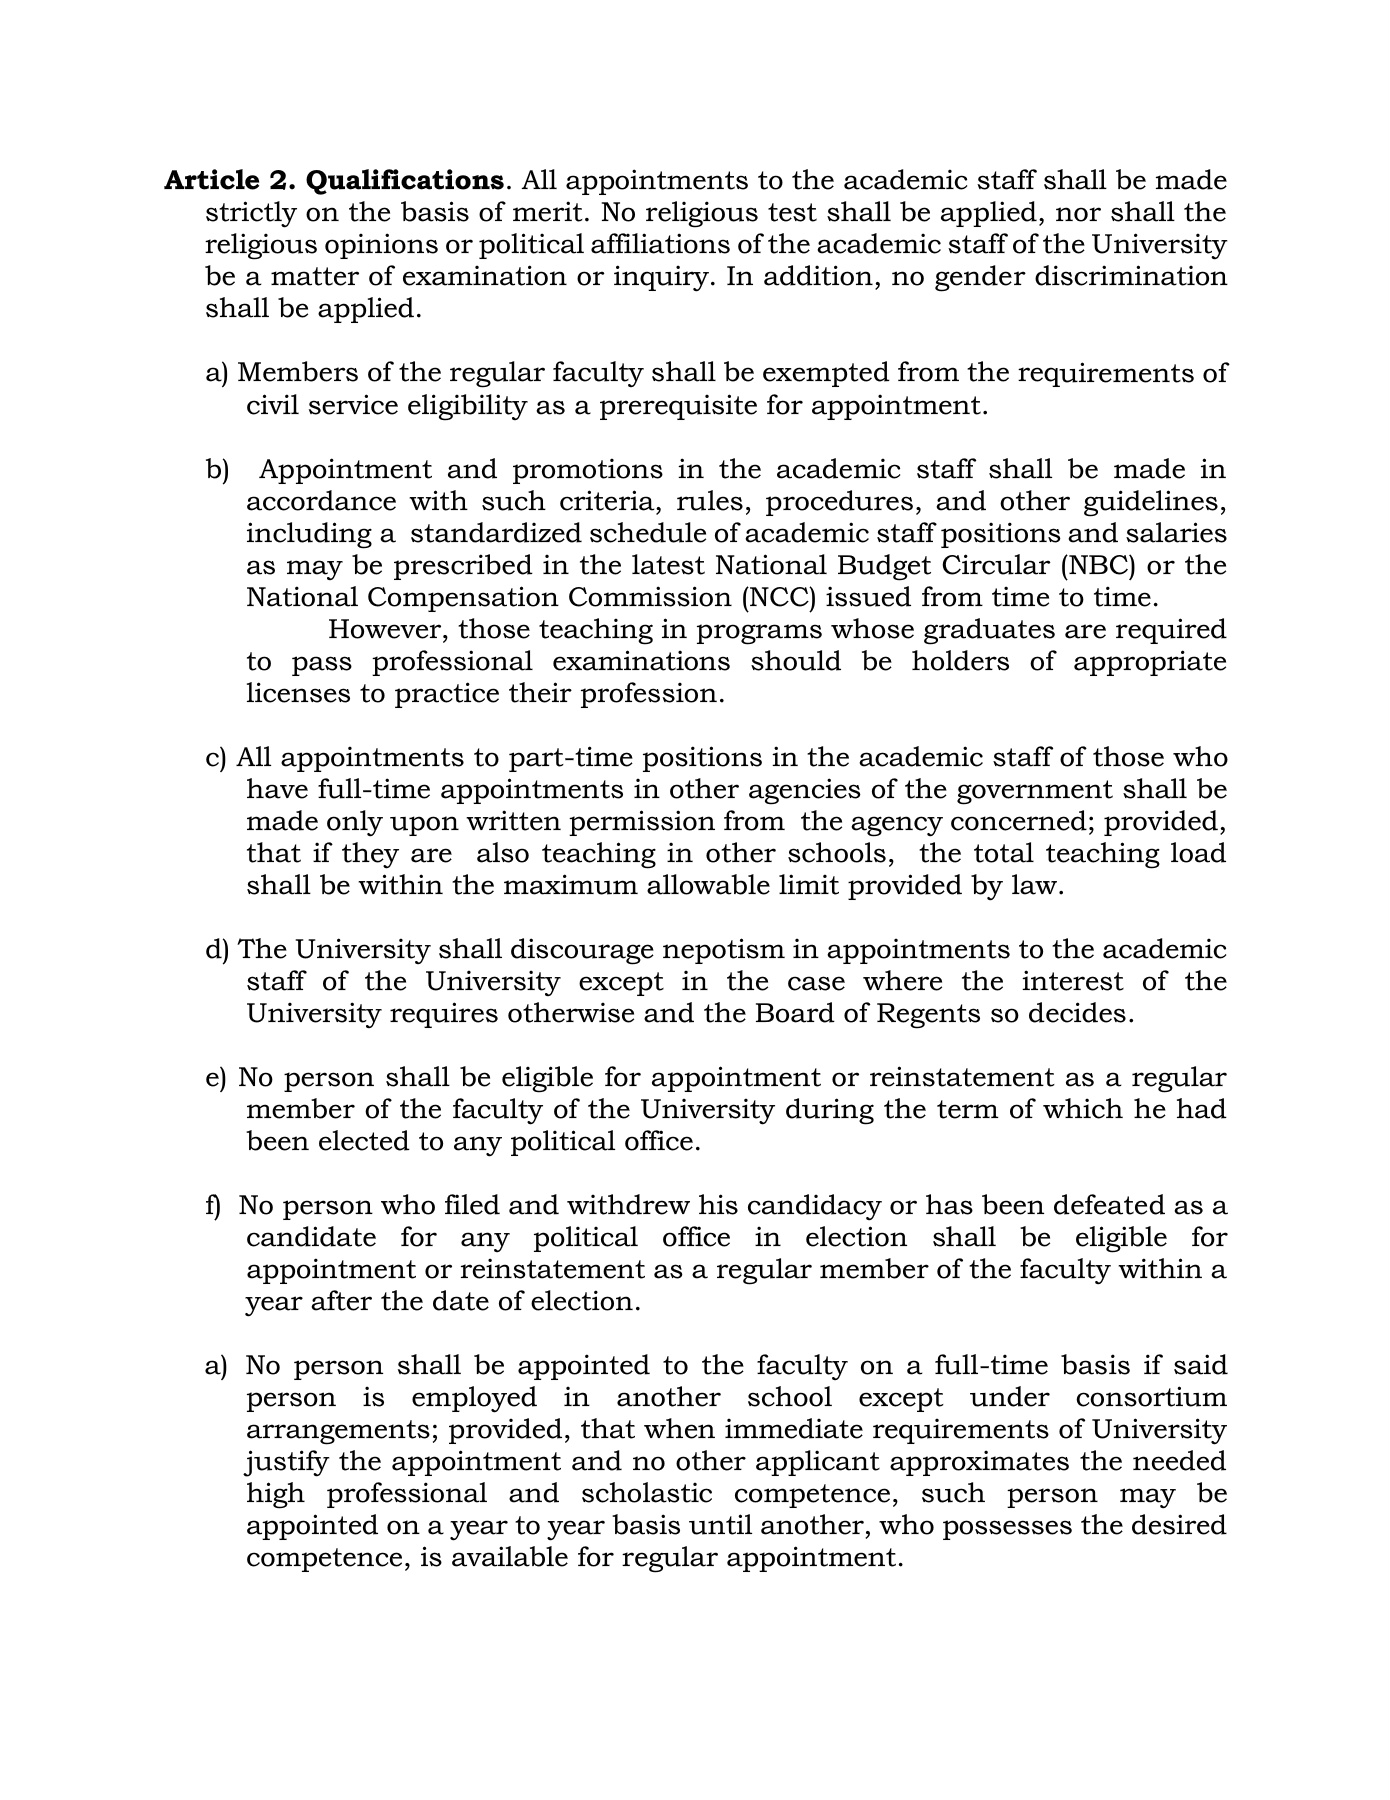 Article 2. Qualifications. All appointments to the academic staff shall be made
strictly on the basis of merit. No religious test shall be applied, nor shall the
religious opinions or political affiliations of the academic staff of the University
be a matter of examination or inquiry. In addition, no gender discrimination
shall be applied.
a) Members of the regular faculty shall be exempted from the requirements of
civil service eligibility as a prerequisite for appointment.
b) Appointment and promotions in the academic staff shall be made in
accordance with such criteria, rules, procedures, and other guidelines,
including a standardized schedule of academic staff positions and salaries
as may be prescribed in the latest National Budget Circular (NBC) or the
National Compensation Commission (NCC) issued from time to time.
However, those teaching in programs whose graduates are required
to pass professional examinations should be holders of appropriate
licenses to practice their profession.
c) All appointments to part-time positions in the academic staff of those who
have full-time appointments in other agencies of the government shall be
made only upon written permission from the agency concerned; provided,
that if they are also teaching in other schools, the total teaching load
shall be within the maximum allowable limit provided by law.
d) The University shall discourage nepotism in appointments to the academic
staff of the University except in the case where the interest of the
University requires otherwise and the Board of Regents so decides.
e) No person shall be eligible for appointment or reinstatement as a regular
member of the faculty of the University during the term of which he had
been elected to any political office.
f) No person who filed and withdrew his candidacy or has been defeated as a
candidate for any political office in election shall be eligible for
appointment or reinstatement as a regular member of the faculty within a
year after the date of election.
a) No person shall be appointed to the faculty on a full-time basis if said
person is employed in another school except under consortium
arrangements; provided, that when immediate requirements of University
justify the appointment and no other applicant approximates the needed
high professional and scholastic competence, such person may be
appointed on a year to year basis until another, who possesses the desired
competence, is available for regular appointment.